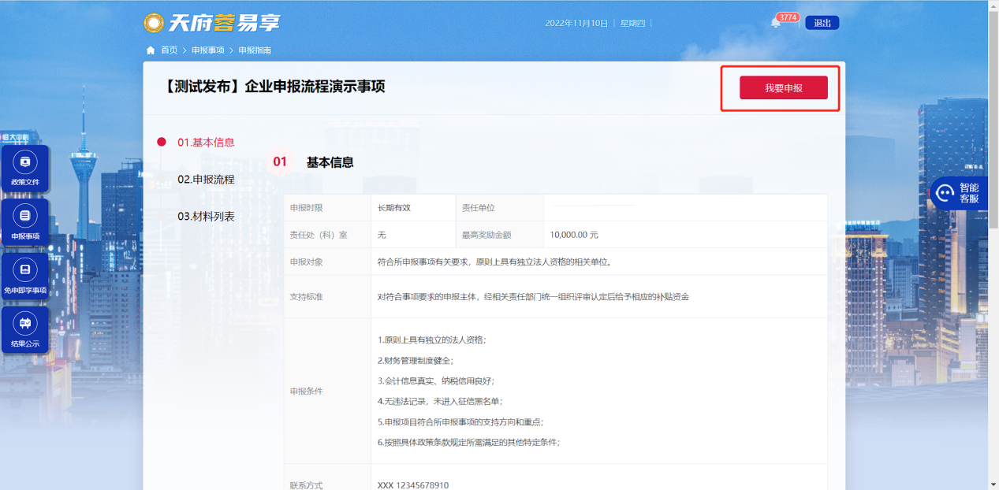 天府蓉易享
2022年11月10日 | 星期四 |
3774
退出
首页 > 申报事项 > 申报指南
【测试发布】企业申报流程演示事项
我要申报
恒大中心
政策文件
申报事项
免申即享事项
结果公示
01.基本信息
02.申报流程
03.材料列表
01 基本信息
申报时限 长期有效 责任单位
责任处（科）室 无 最高奖励金额 10,000.00 元
申报对象 符合所申报事项有关要求，原则上具有独立法人资格的相关单位。
支持标准 对符合事项要求的申报主体，经相关责任部门统一组织评审认定后给予相应的补贴资金
申报条件
1.原则上具有独立的法人资格；
2.财务管理制度健全；
3.会计信息真实、纳税信用良好；
4.无违法记录，未进入征信黑名单；
5.申报项目符合所申报事项的支持方向和重点；
6.按照具体政策条款规定所需满足的其他特定条件；
联系方式 XXX 12345678910
智能
客服